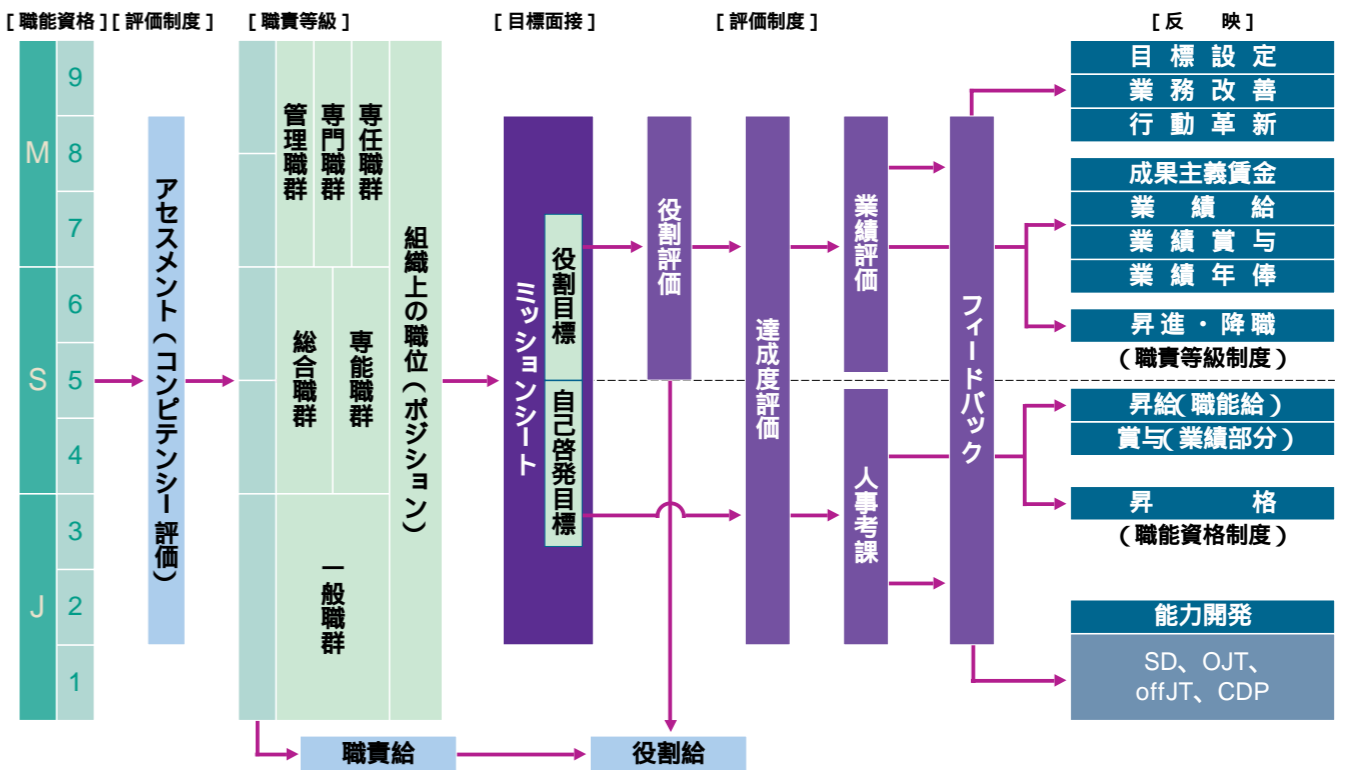 [職能資格]
[評価制度]
[職責等級]
[目標面接]
[評価制度]
[反　映]
M
S
J
9
8
7
6
5
4
3
2
1
アセスメント(コンピテンシー評価)
管理職群
専門職群
専任職群
総合職群
専能職群
一般職群
組織上の職位(ポジション)
ミッションシート
役割目標
自己啓発目標
役割評価
達成度評価
業績評価
人事考課
フィードバック
目標設定
業務改善
行動革新
成果主義賃金
業績給
業績賞与
業績年俸
昇進・降職
(職責等級制度)
昇給(職能給)
賞与(業績部分)
昇格
(職能資格制度)
能力開発
SD、OJT、
offJT、CDP
職責給
役割給